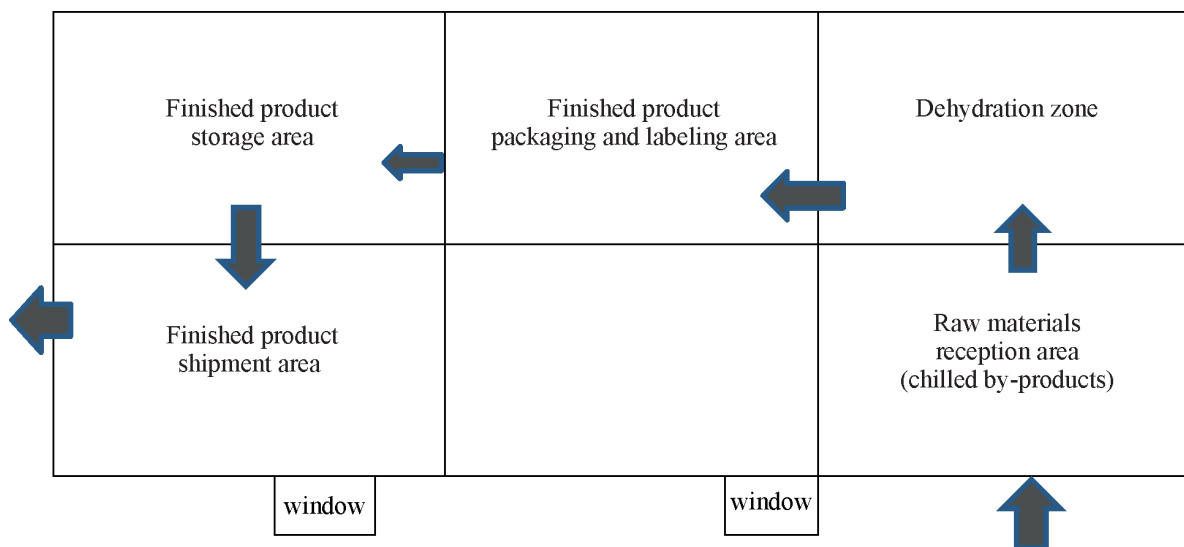 Finished product
storage area
Finished product
packaging and labeling area
Dehydration zone
Finished product
shipment area
Raw materials
reception area
(chilled by-products)
window
window